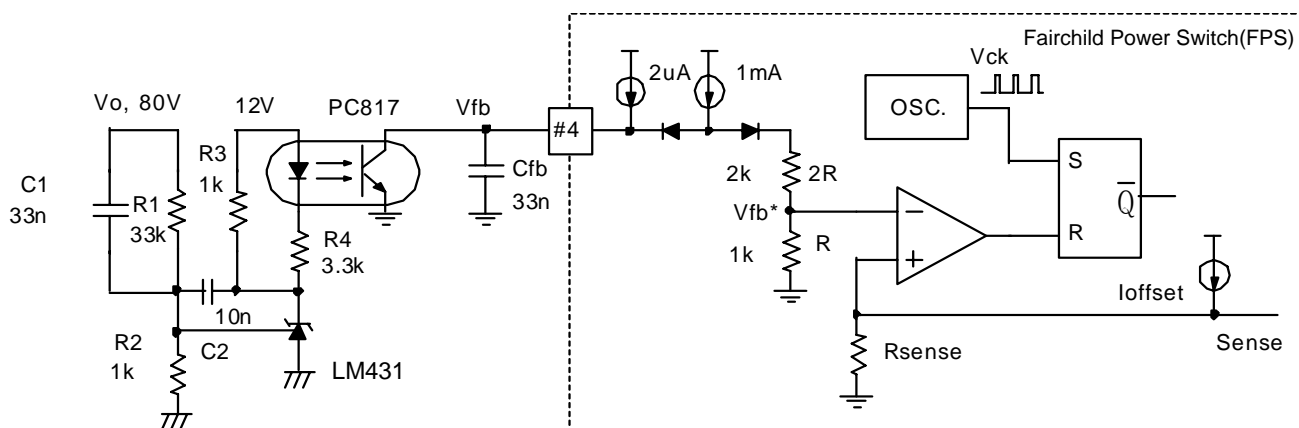 Fairchild Power Switch(FPS)
Vo, 80V
12V
PC817
Vfb
#4
2uA
1mA
Vck
OSC.
C1
33n
R1
33k
R3
1k
R4
3.3k
Cfb
33n
2k
2R
Vfb*
1k
R
−
+
S
R
Q
Ioffset
10n
C2
R2
1k
LM431
Rsense
Sense